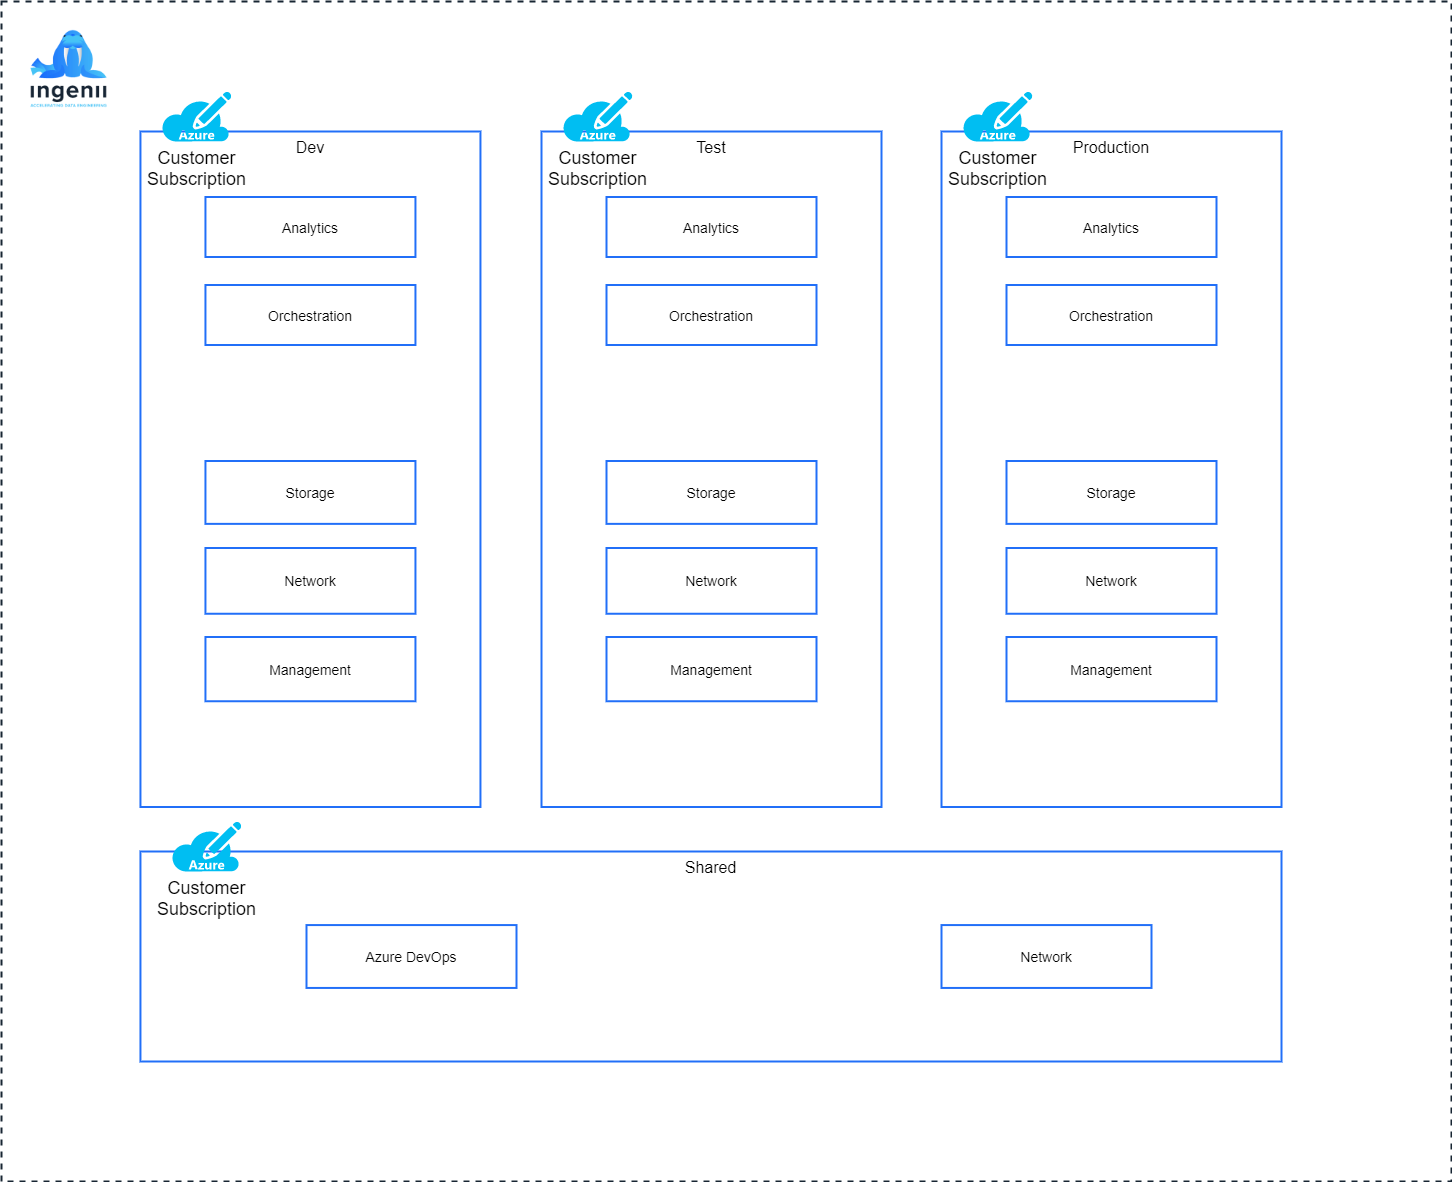 ingenii
ACCELERATING DATA ENGINEERING
Azure
Customer
Subscription
Dev
Analytics
Orchestration
Storage
Network
Management
Azure
Customer
Subscription
Test
Analytics
Orchestration
Storage
Network
Management
Azure
Customer
Subscription
Production
Analytics
Orchestration
Storage
Network
Management
Azure
Customer
Subscription
Shared
Azure DevOps
Network